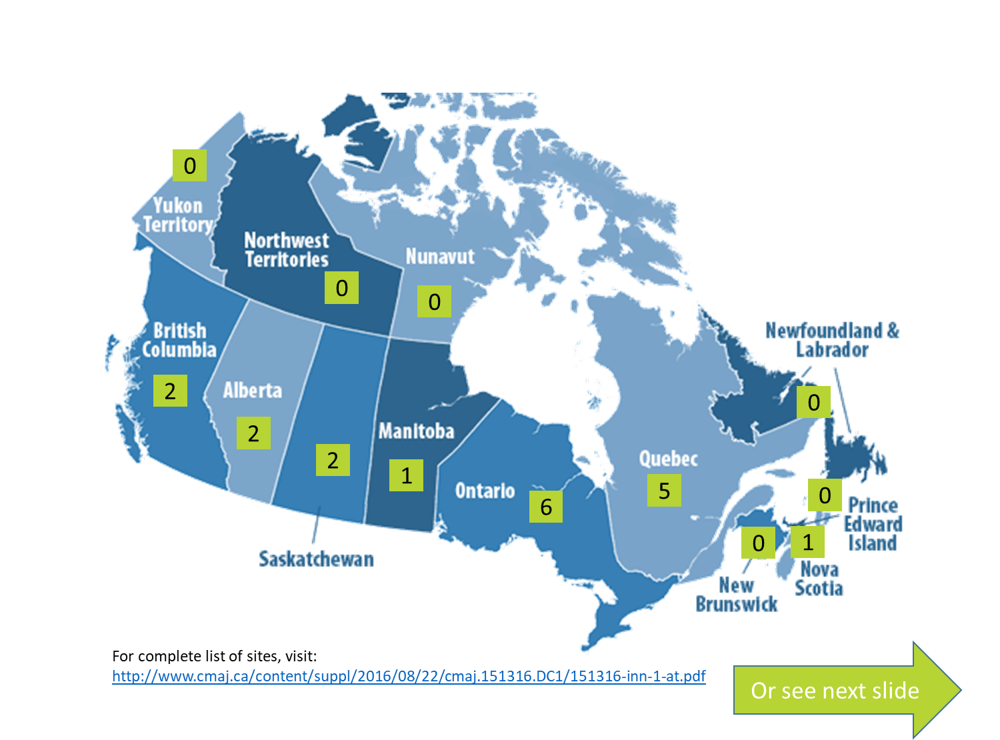 0
Yukon
Territory
Northwest
Territories
0
Nunavut
0
British
Columbia
2
Alberta
2
2
Saskatchewan
Manitoba
1
Ontario
6
Quebec
5
Newfoundland &
Labrador
0
0
Prince
Edward
Island
0
1
New
Brunswick
Nova
Scotia
For complete list of sites, visit:
http://www.cmaj.ca/content/suppl/2016/08/22/cmaj.151316.DC1/151316-inn-1-at.pdf
Or see next slide